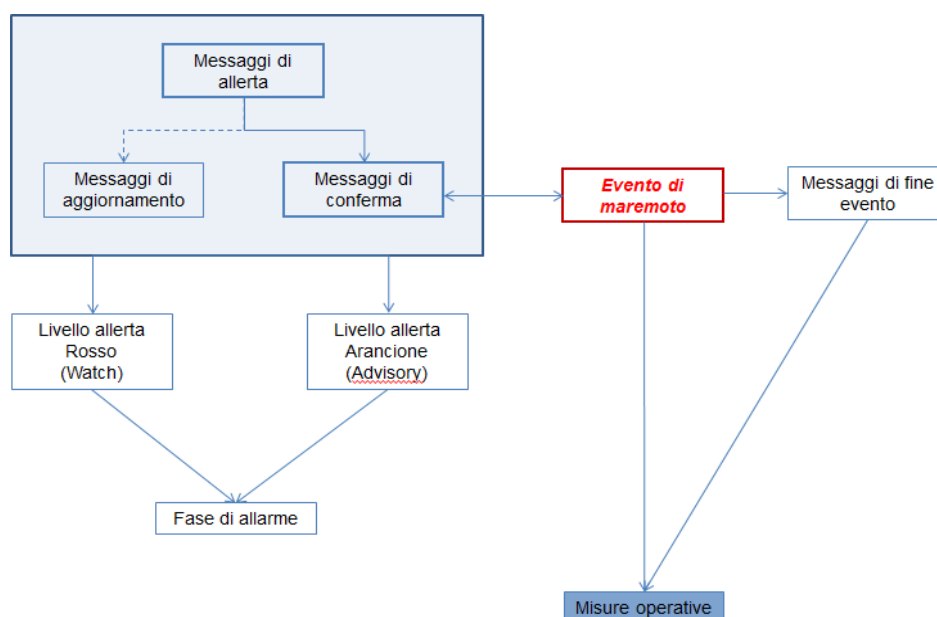 Messaggi di
allerta
Messaggi di
aggiornamento
Messaggi di
conferma
Evento di
maremoto
Messaggi di fine
evento
Livello allerta
Rosso
(Watch)
Livello allerta
Arancione
(Advisory)
Fase di allarme
Misure operative